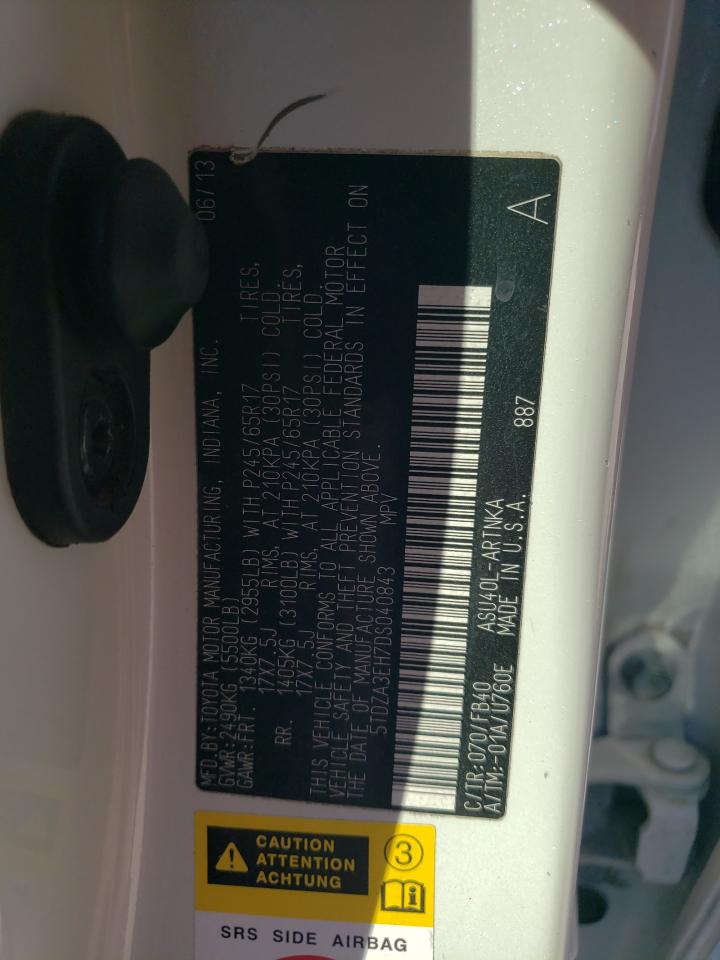 MFD.BY:TOYOTA MOTOR MANUFACTURING, INDIANA, INC. 06/13
GVWR:2490KG (5500LB)
GAWR:FRT. 1340KG (2955LB) WITH P245/65R17 TIRES,
17X7.5J RIMS, AT 210KPA (30PSI) COLD.
RR. 1405KG (3100LB) WITH P245/65R17 TIRES,
17X7.5J RIMS, AT 210KPA (30PSI) COLD.
THIS VEHICLE CONFORMS TO ALL APPLICABLE FEDERAL MOTOR
VEHICLE SAFETY AND THEFT PREVENTION STANDARDS IN EFFECT ON
THE DATE OF MANUFACTURE SHOWN ABOVE.
5TDZA3EH7DS040843 MPV
C/TR:070/FB40 ASU40L-ARTNKA 887 A
A/TM:-01A/U760E MADE IN U.S.A.
CAUTION
ATTENTION
ACHTUNG
3
SRS SIDE AIRBAG